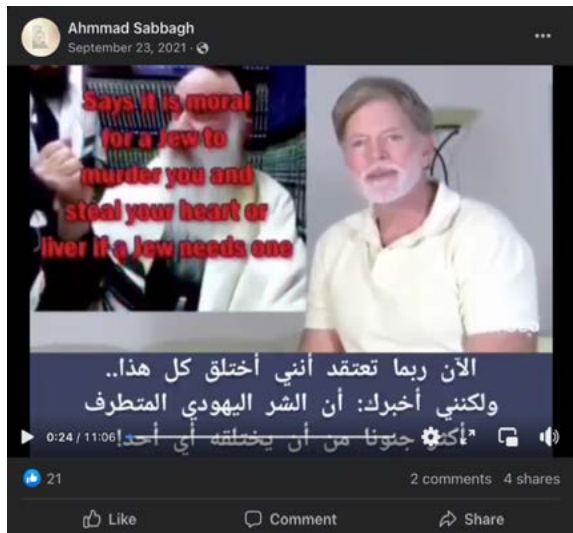 Ahmmad Sabbagh
September 23, 2021
Says it is moral
for a Jew to
murder you and
steal your heart or
liver if a Jew needs one
الآن ربما تعتقد أنني أختلق كل هذا..
ولكنني أخبرك: أن الشر اليهودي المتطرف
أكثر جنونا من أن يختلقه أي أحد!
0:24 / 11:06
21
2 comments 4 shares
Like Comment Share